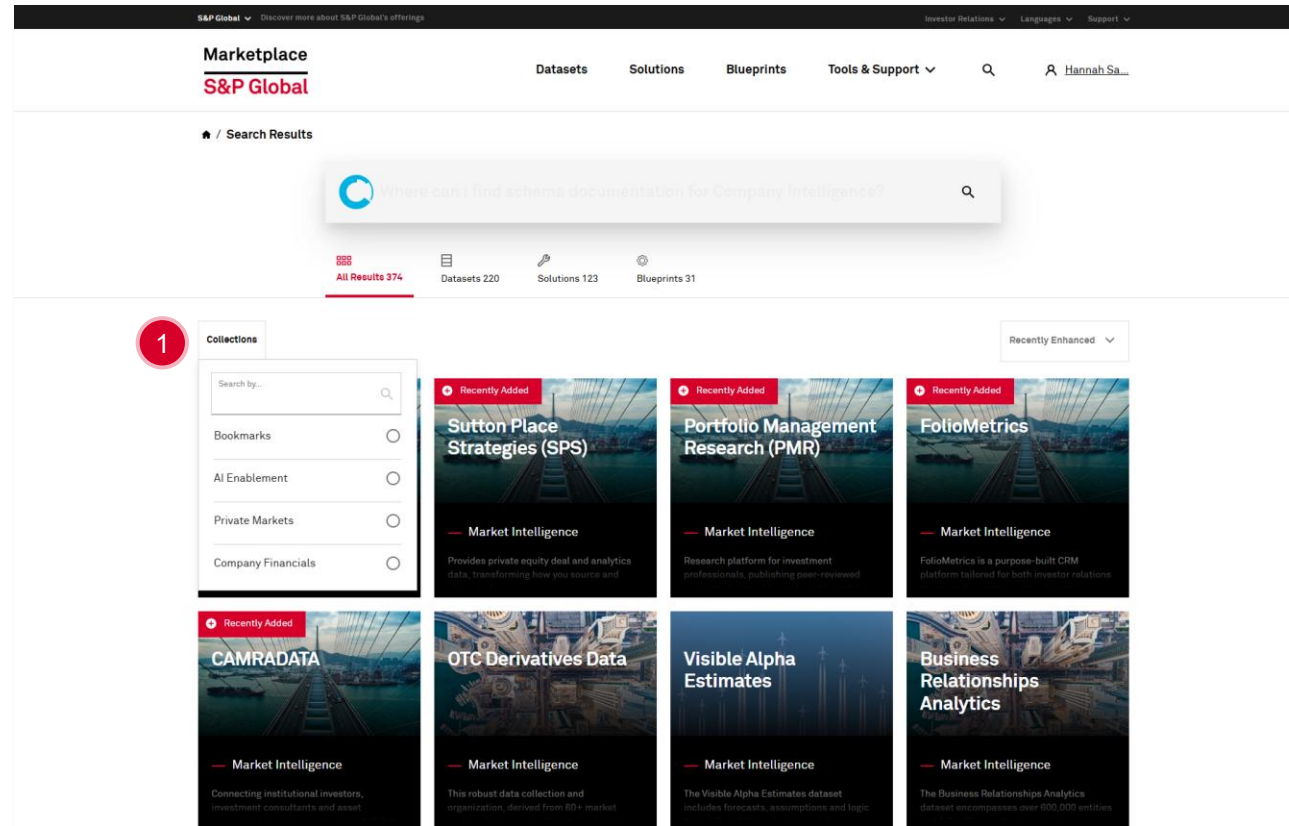 S&P Global Discover more about S&P Global's offerings
Investor Relations Languages Support
Marketplace
S&P Global
Datasets Solutions Blueprints Tools & Support Hannah Sa...
/ Search Results
Where can I find schema documentation for Company Intelligence?
All Results 374 Datasets 220 Solutions 123 Blueprints 31
1
Collections
Recently Enhanced
Search by...
Bookmarks
AI Enablement
Private Markets
Company Financials
Recently Added
Sutton Place
Strategies (SPS)
— Market Intelligence
Provides private equity deal and analytics
data, transforming how you source and
Recently Added
Portfolio Management
Research (PMR)
— Market Intelligence
Research platform for investment
professionals, publishing peer-reviewed
Recently Added
FolioMetrics
— Market Intelligence
FolioMetrics is a purpose-built CRM
platform tailored for both investor relations
Recently Added
CAMRADATA
— Market Intelligence
Connecting institutional investors,
investment consultants and asset
OTC Derivatives Data
— Market Intelligence
This robust data collection and
organization, derived from 80+ market
Visible Alpha
Estimates
— Market Intelligence
The Visible Alpha Estimates dataset
includes forecasts, assumptions and logic
Business
Relationships
Analytics
— Market Intelligence
The Business Relationships Analytics
dataset encompasses over 600,000 entities